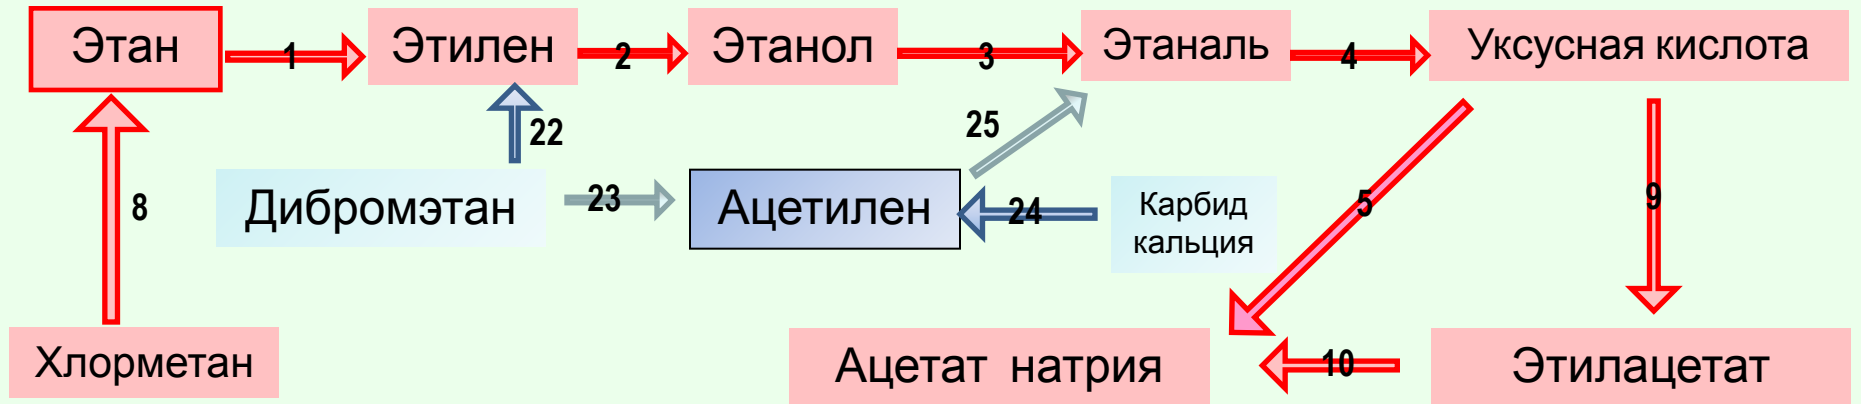 Этан
1
Этилен
2
Этанол
3
Этаналь
4
Уксусная кислота
22
25
8
Дибромэтан
23
Ацетилен
24
Карбид
кальция
5
9
Хлорметан
Ацетат натрия
10
Этилацетат